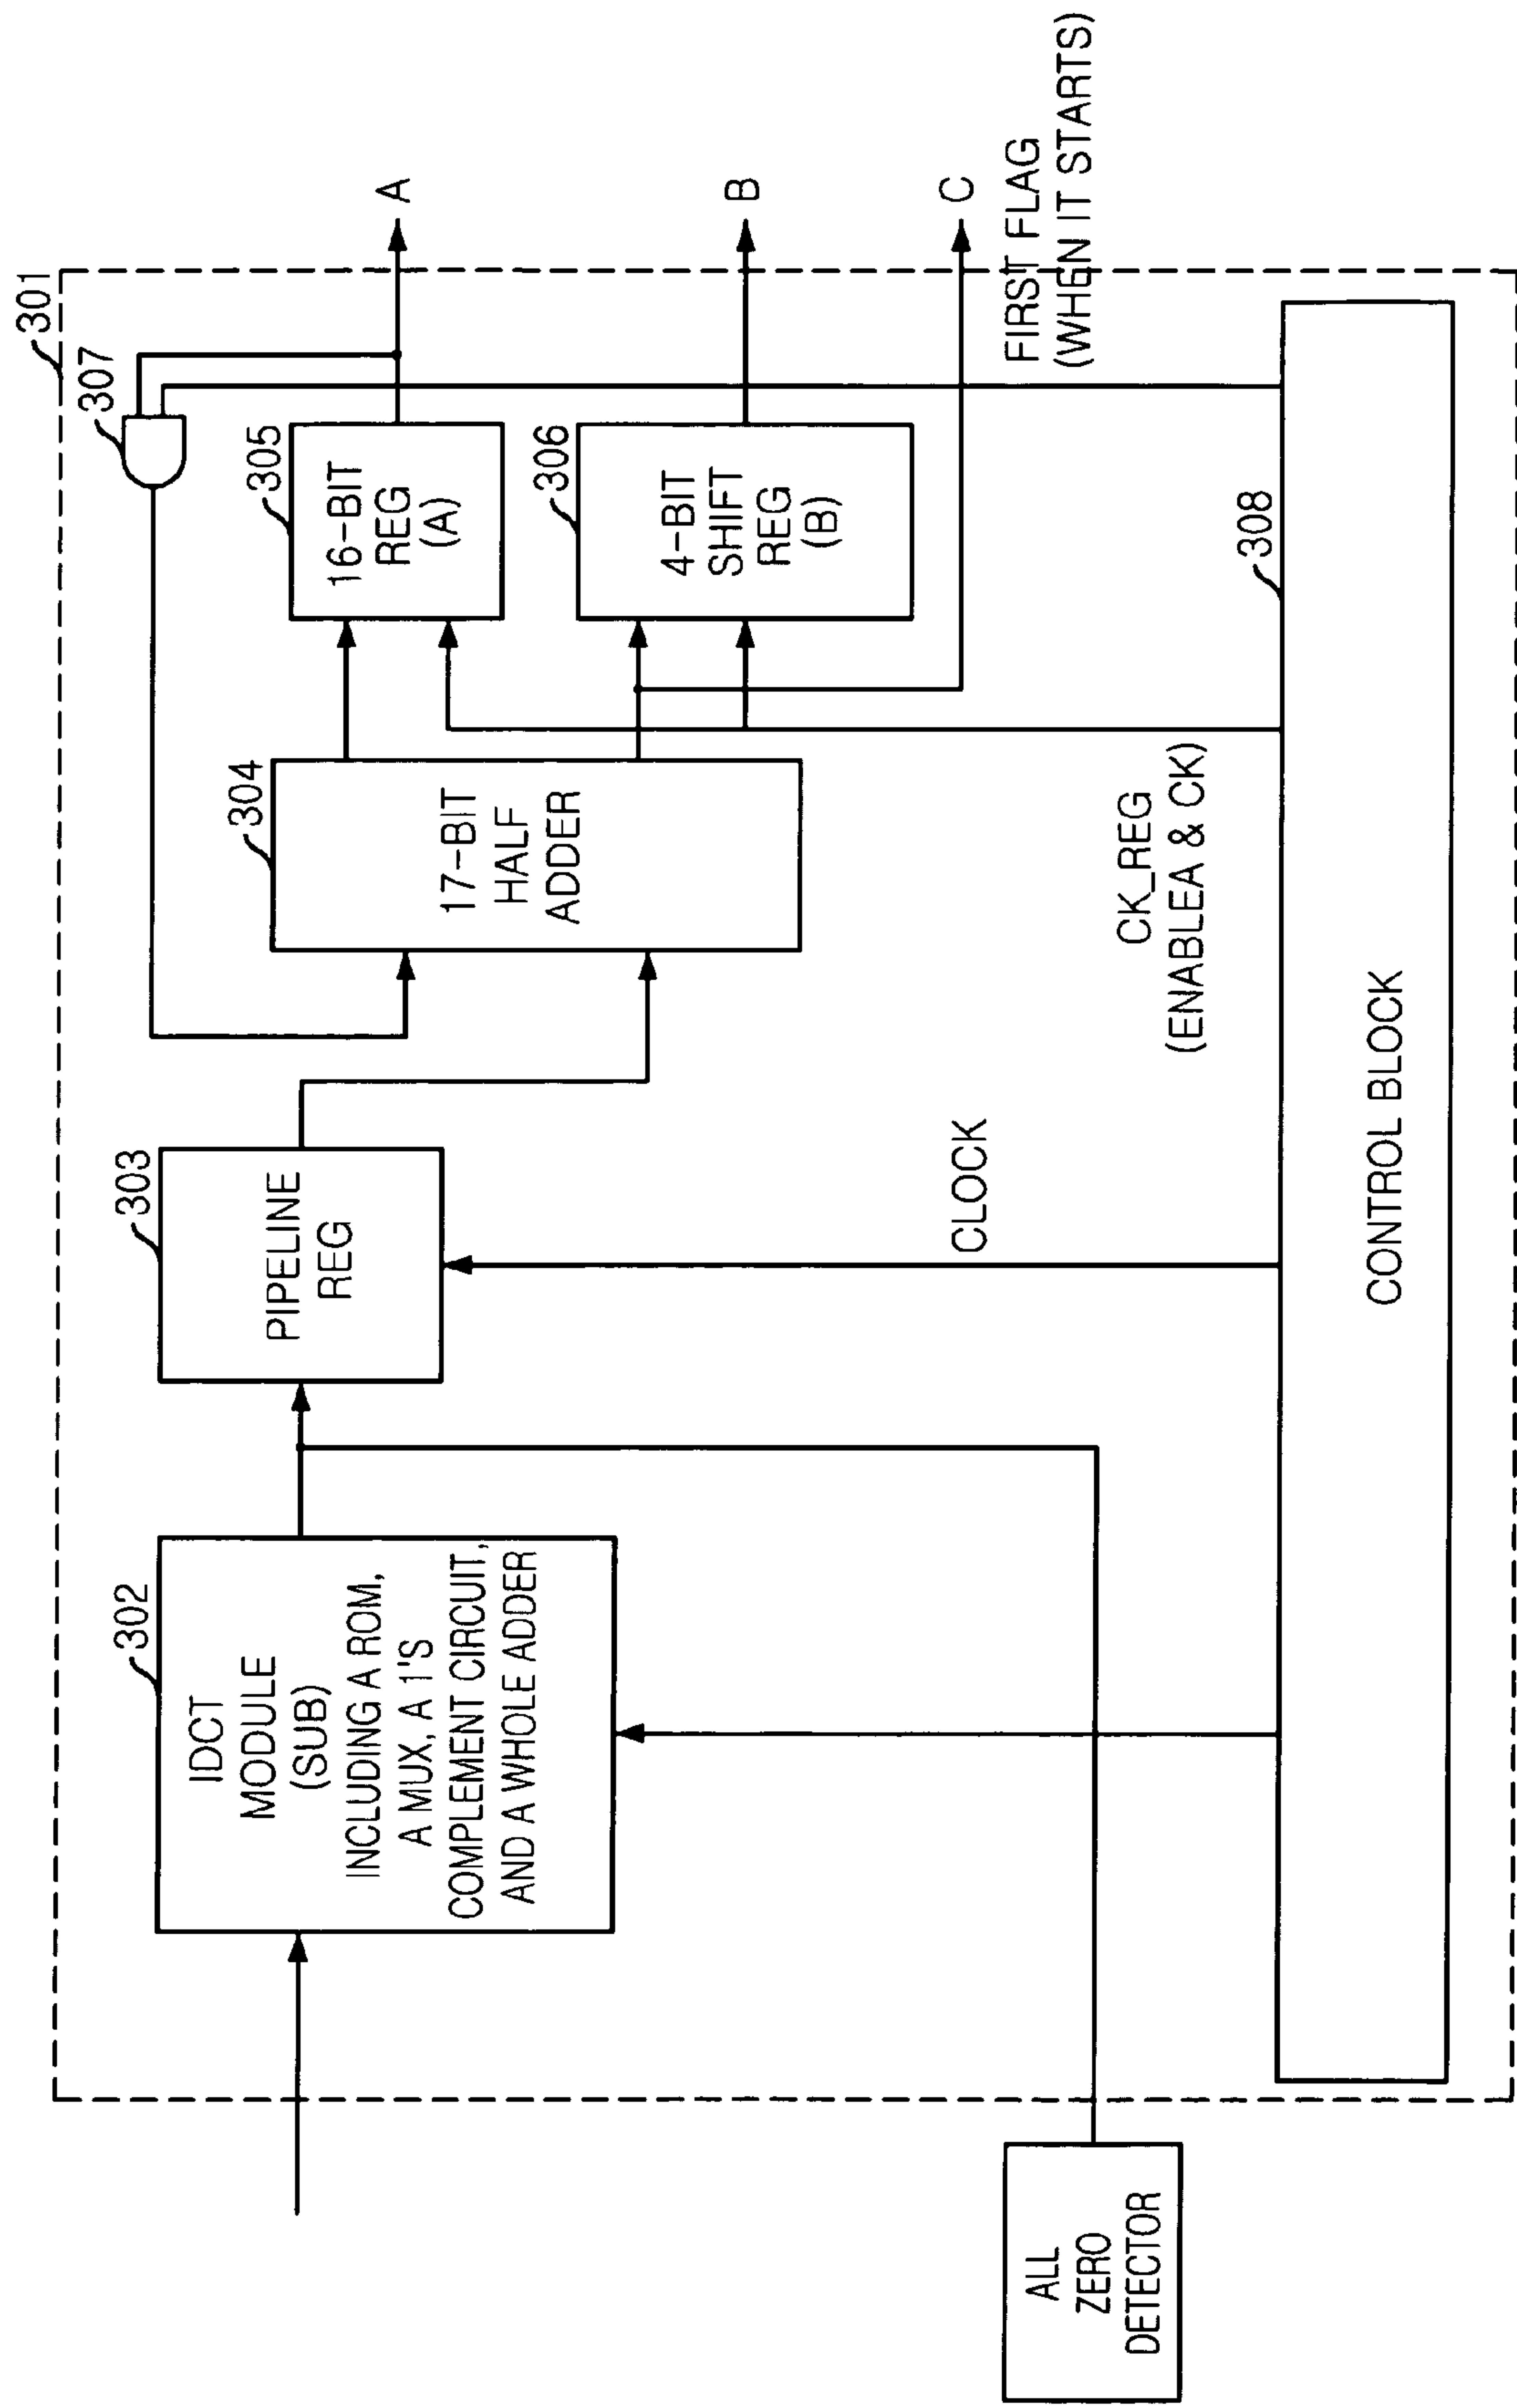 301
302
IDCT
MODULE
(SUB)
INCLUDING A ROM,
A MUX, A 1'S
COMPLEMENT CIRCUIT,
AND A WHOLE ADDER
303
PIPELINE
REG
304
17-BIT
HALF
ADDER
305
16-BIT
REG
(A)
306
4-BIT
SHIFT
REG
(B)
307
A
B
C
FIRST FLAG
(WHEN IT STARTS)
CLOCK
CK_REG
(ENABLEA & CK)
308
CONTROL BLOCK
ALL
ZERO
DETECTOR